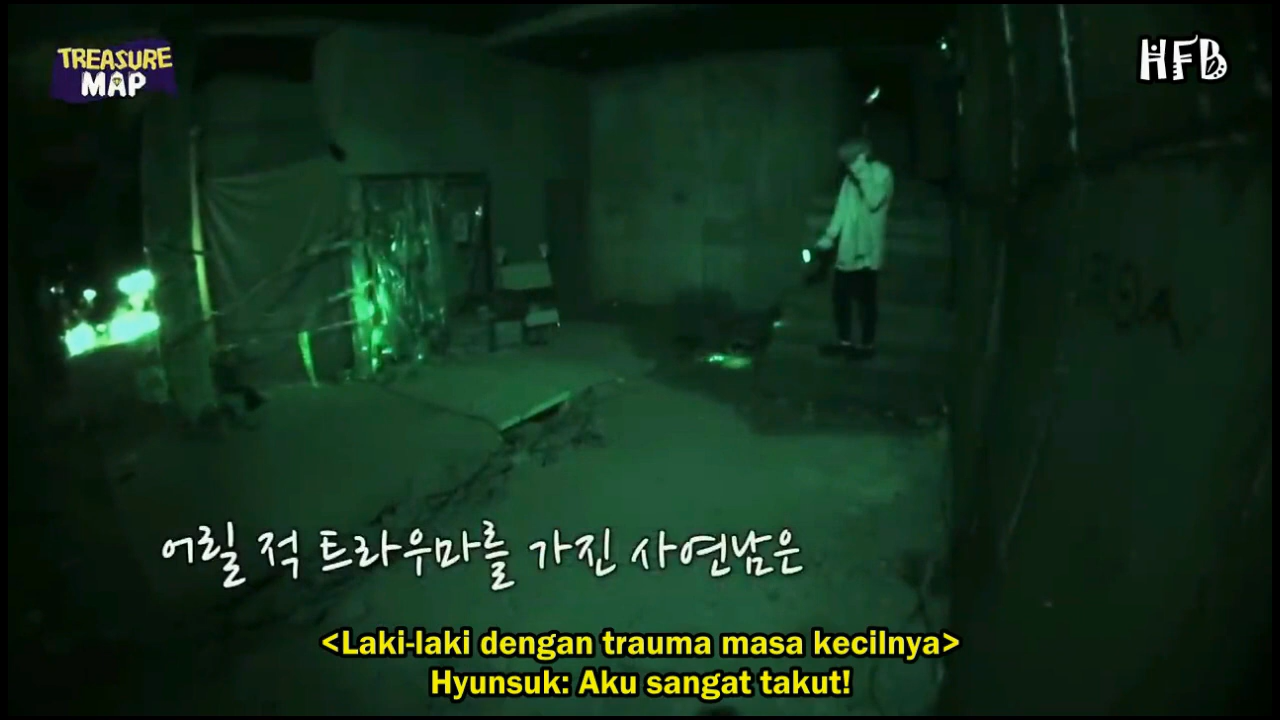 TREASURE
MAP
HFB
어릴 적 트라우마를 가진 사연남은
<Laki-laki dengan trauma masa kecilnya>
Hyunsuk: Aku sangat takut!